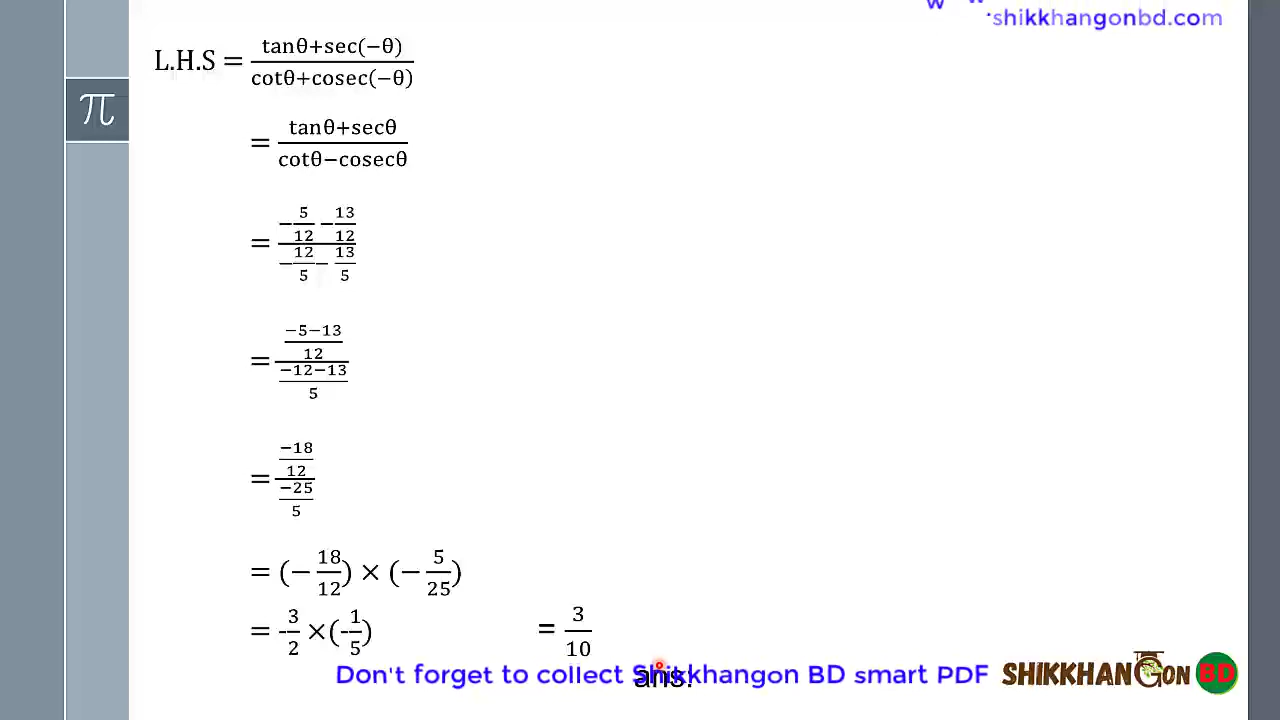 shikkhangonbd.com
L.H.S = (tanθ+sec(−θ))/(cotθ+cosec(−θ))
π
= (tanθ+secθ)/(cotθ−cosecθ)
= (−5/12 −13/12)/(−12/5 − 13/5)
= ((−5−13)/12)/((−12−13)/5)
= (−18/12)/(−25/5)
= (−18/12) × (−5/25)
= -3/2 ×(-1/5) = 3/10
Don't forget to collect Shikkhangon BD smart PDF
ans:
SHIKKHANGON BD